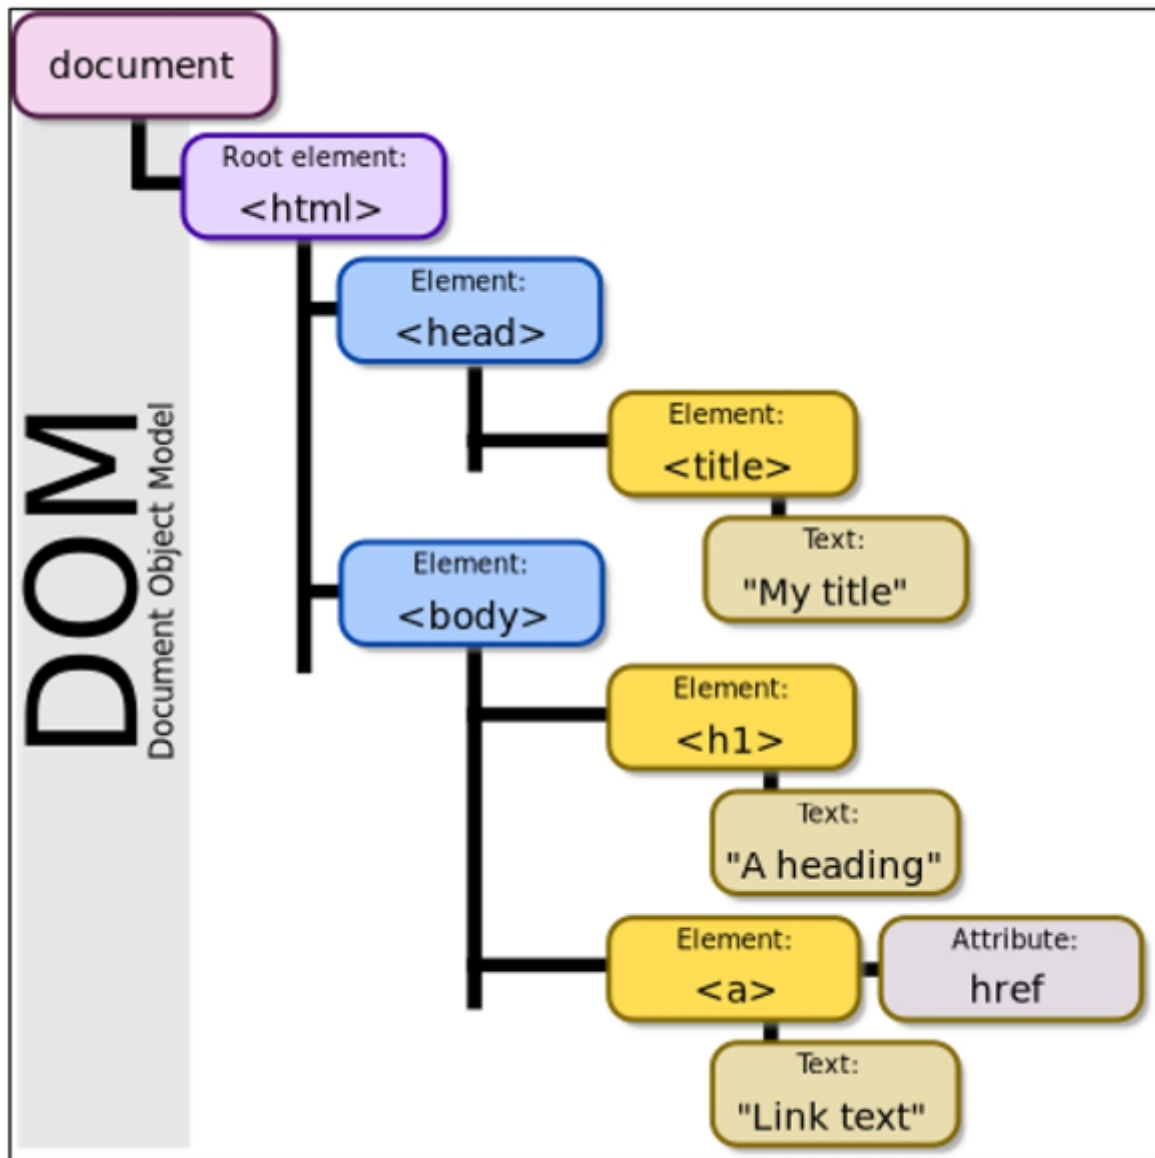 document
Root element:
<html>
Element:
<head>
Element:
<title>
Text:
"My title"
Element:
<body>
Element:
<h1>
Text:
"A heading"
Element:
<a>
Attribute:
href
Text:
"Link text"
DOM
Document Object Model